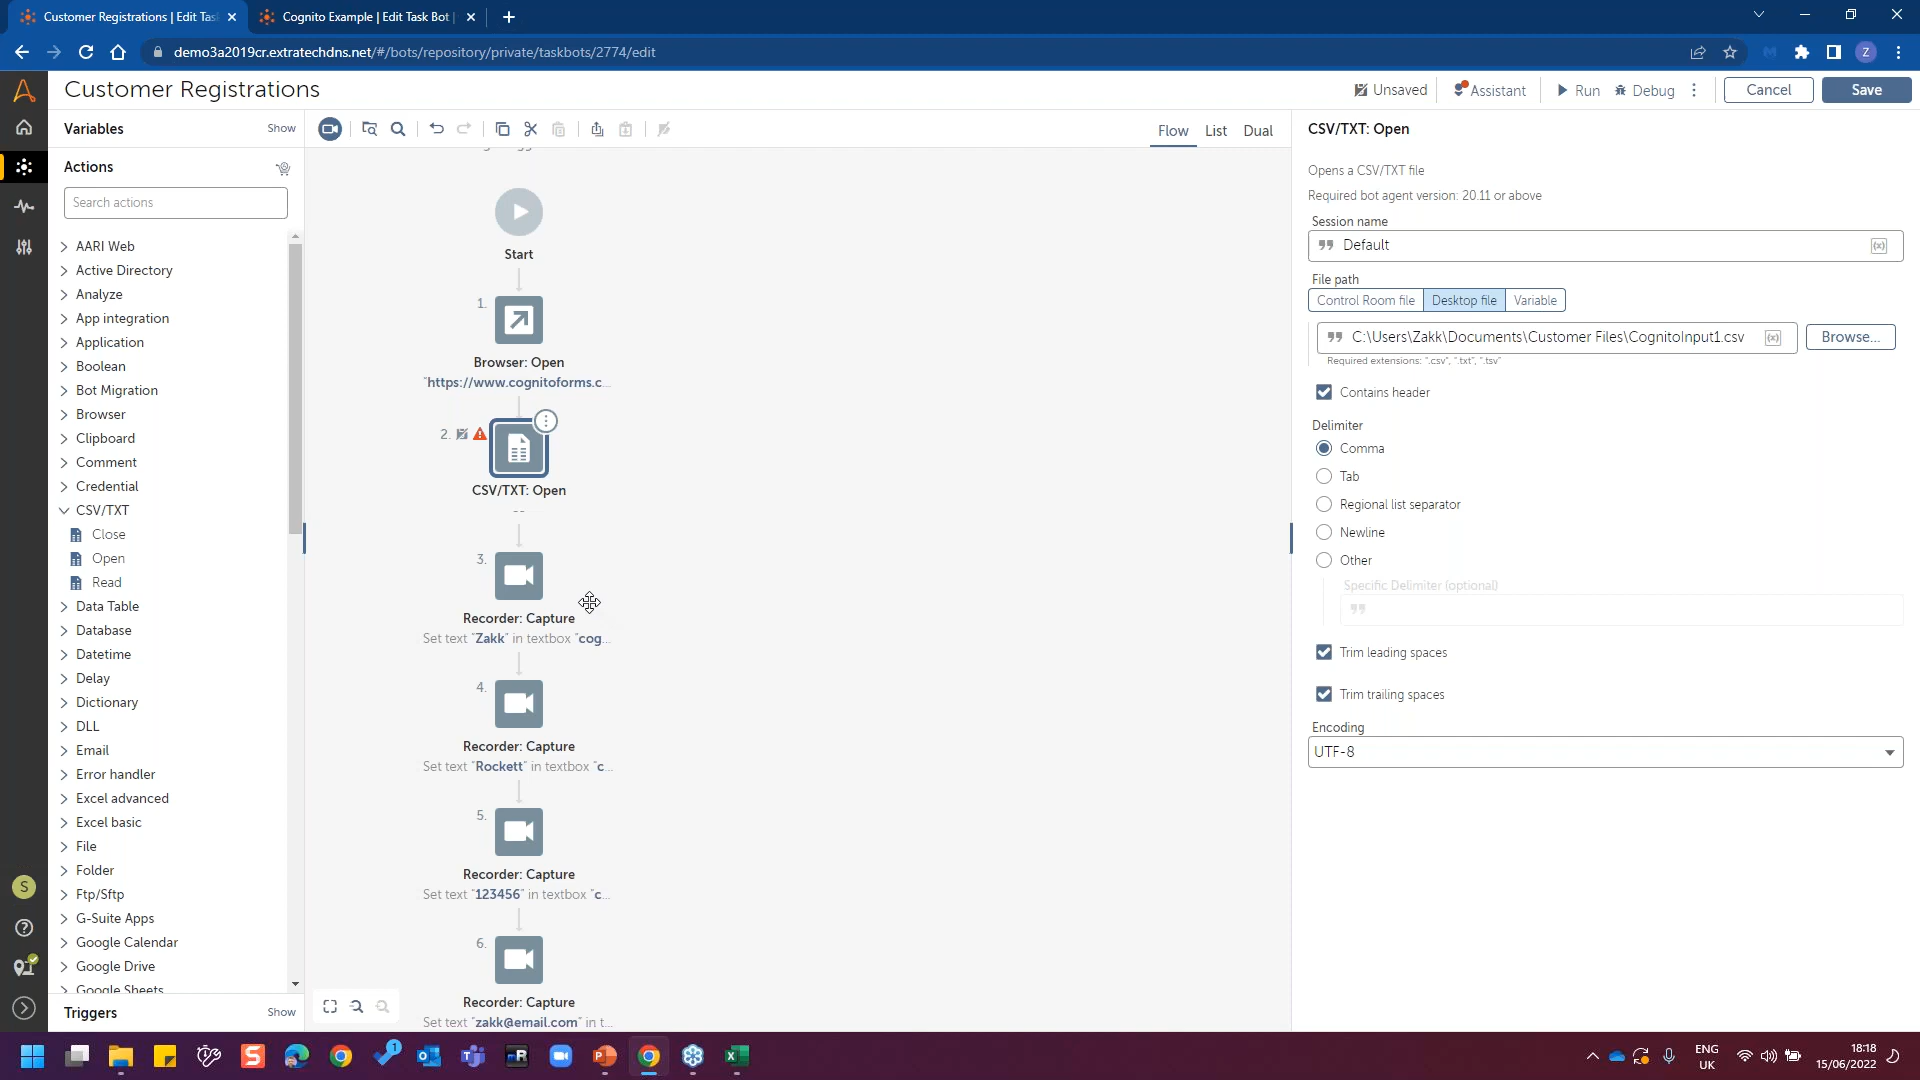 Customer Registrations | Edit Tas
Cognito Example | Edit Task Bot |
demo3a2019cr.extratechdns.net/#/bots/repository/private/taskbots/2774/edit
Z
Customer Registrations
Unsaved
Assistant
Run
Debug
Cancel
Save
Variables
Show
Actions
Search actions
AARI Web
Active Directory
Analyze
App integration
Application
Boolean
Bot Migration
Browser
Clipboard
Comment
Credential
CSV/TXT
Close
Open
Read
Data Table
Database
Datetime
Delay
Dictionary
DLL
Email
Error handler
Excel advanced
Excel basic
File
Folder
Ftp/Sftp
G-Suite Apps
Google Calendar
Google Drive
Google Sheets
Triggers
Show
S
Flow
List
Dual
Start
1.
Browser: Open
"https://www.cognitoforms.c...
2.
CSV/TXT: Open
--
3.
Recorder: Capture
Set text "Zakk" in textbox "cog...
4.
Recorder: Capture
Set text "Rockett" in textbox "c...
5.
Recorder: Capture
Set text "123456" in textbox "c...
6.
Recorder: Capture
Set text "zakk@email.com" in t...
CSV/TXT: Open
Opens a CSV/TXT file
Required bot agent version: 20.11 or above
Session name
Default
(x)
File path
Control Room file
Desktop file
Variable
C:\Users\Zakk\Documents\Customer Files\CognitoInput1.csv
(x)
Browse...
Required extensions: ".csv", ".txt", ".tsv"
Contains header
Delimiter
Comma
Tab
Regional list separator
Newline
Other
Specific Delimiter (optional)
Trim leading spaces
Trim trailing spaces
Encoding
UTF-8
1
ENG
UK
18:18
15/06/2022